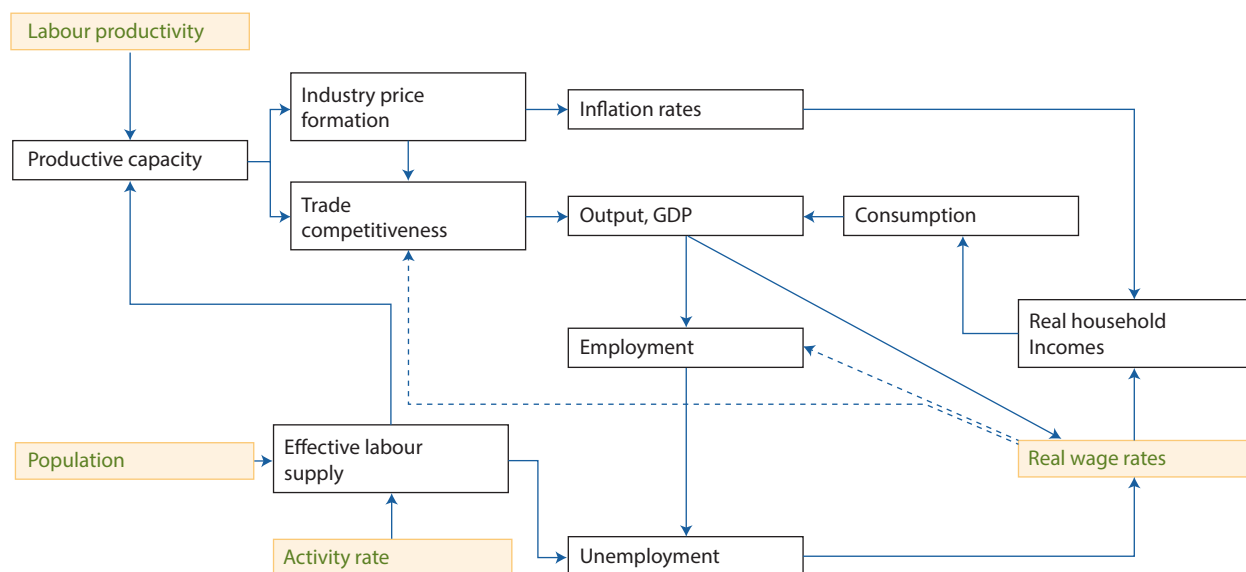 Labour productivity
Industry price
formation
Inflation rates
Productive capacity
Trade
competitiveness
Output, GDP
Consumption
Real household
Incomes
Employment
Effective labour
supply
Population
Real wage rates
Activity rate
Unemployment